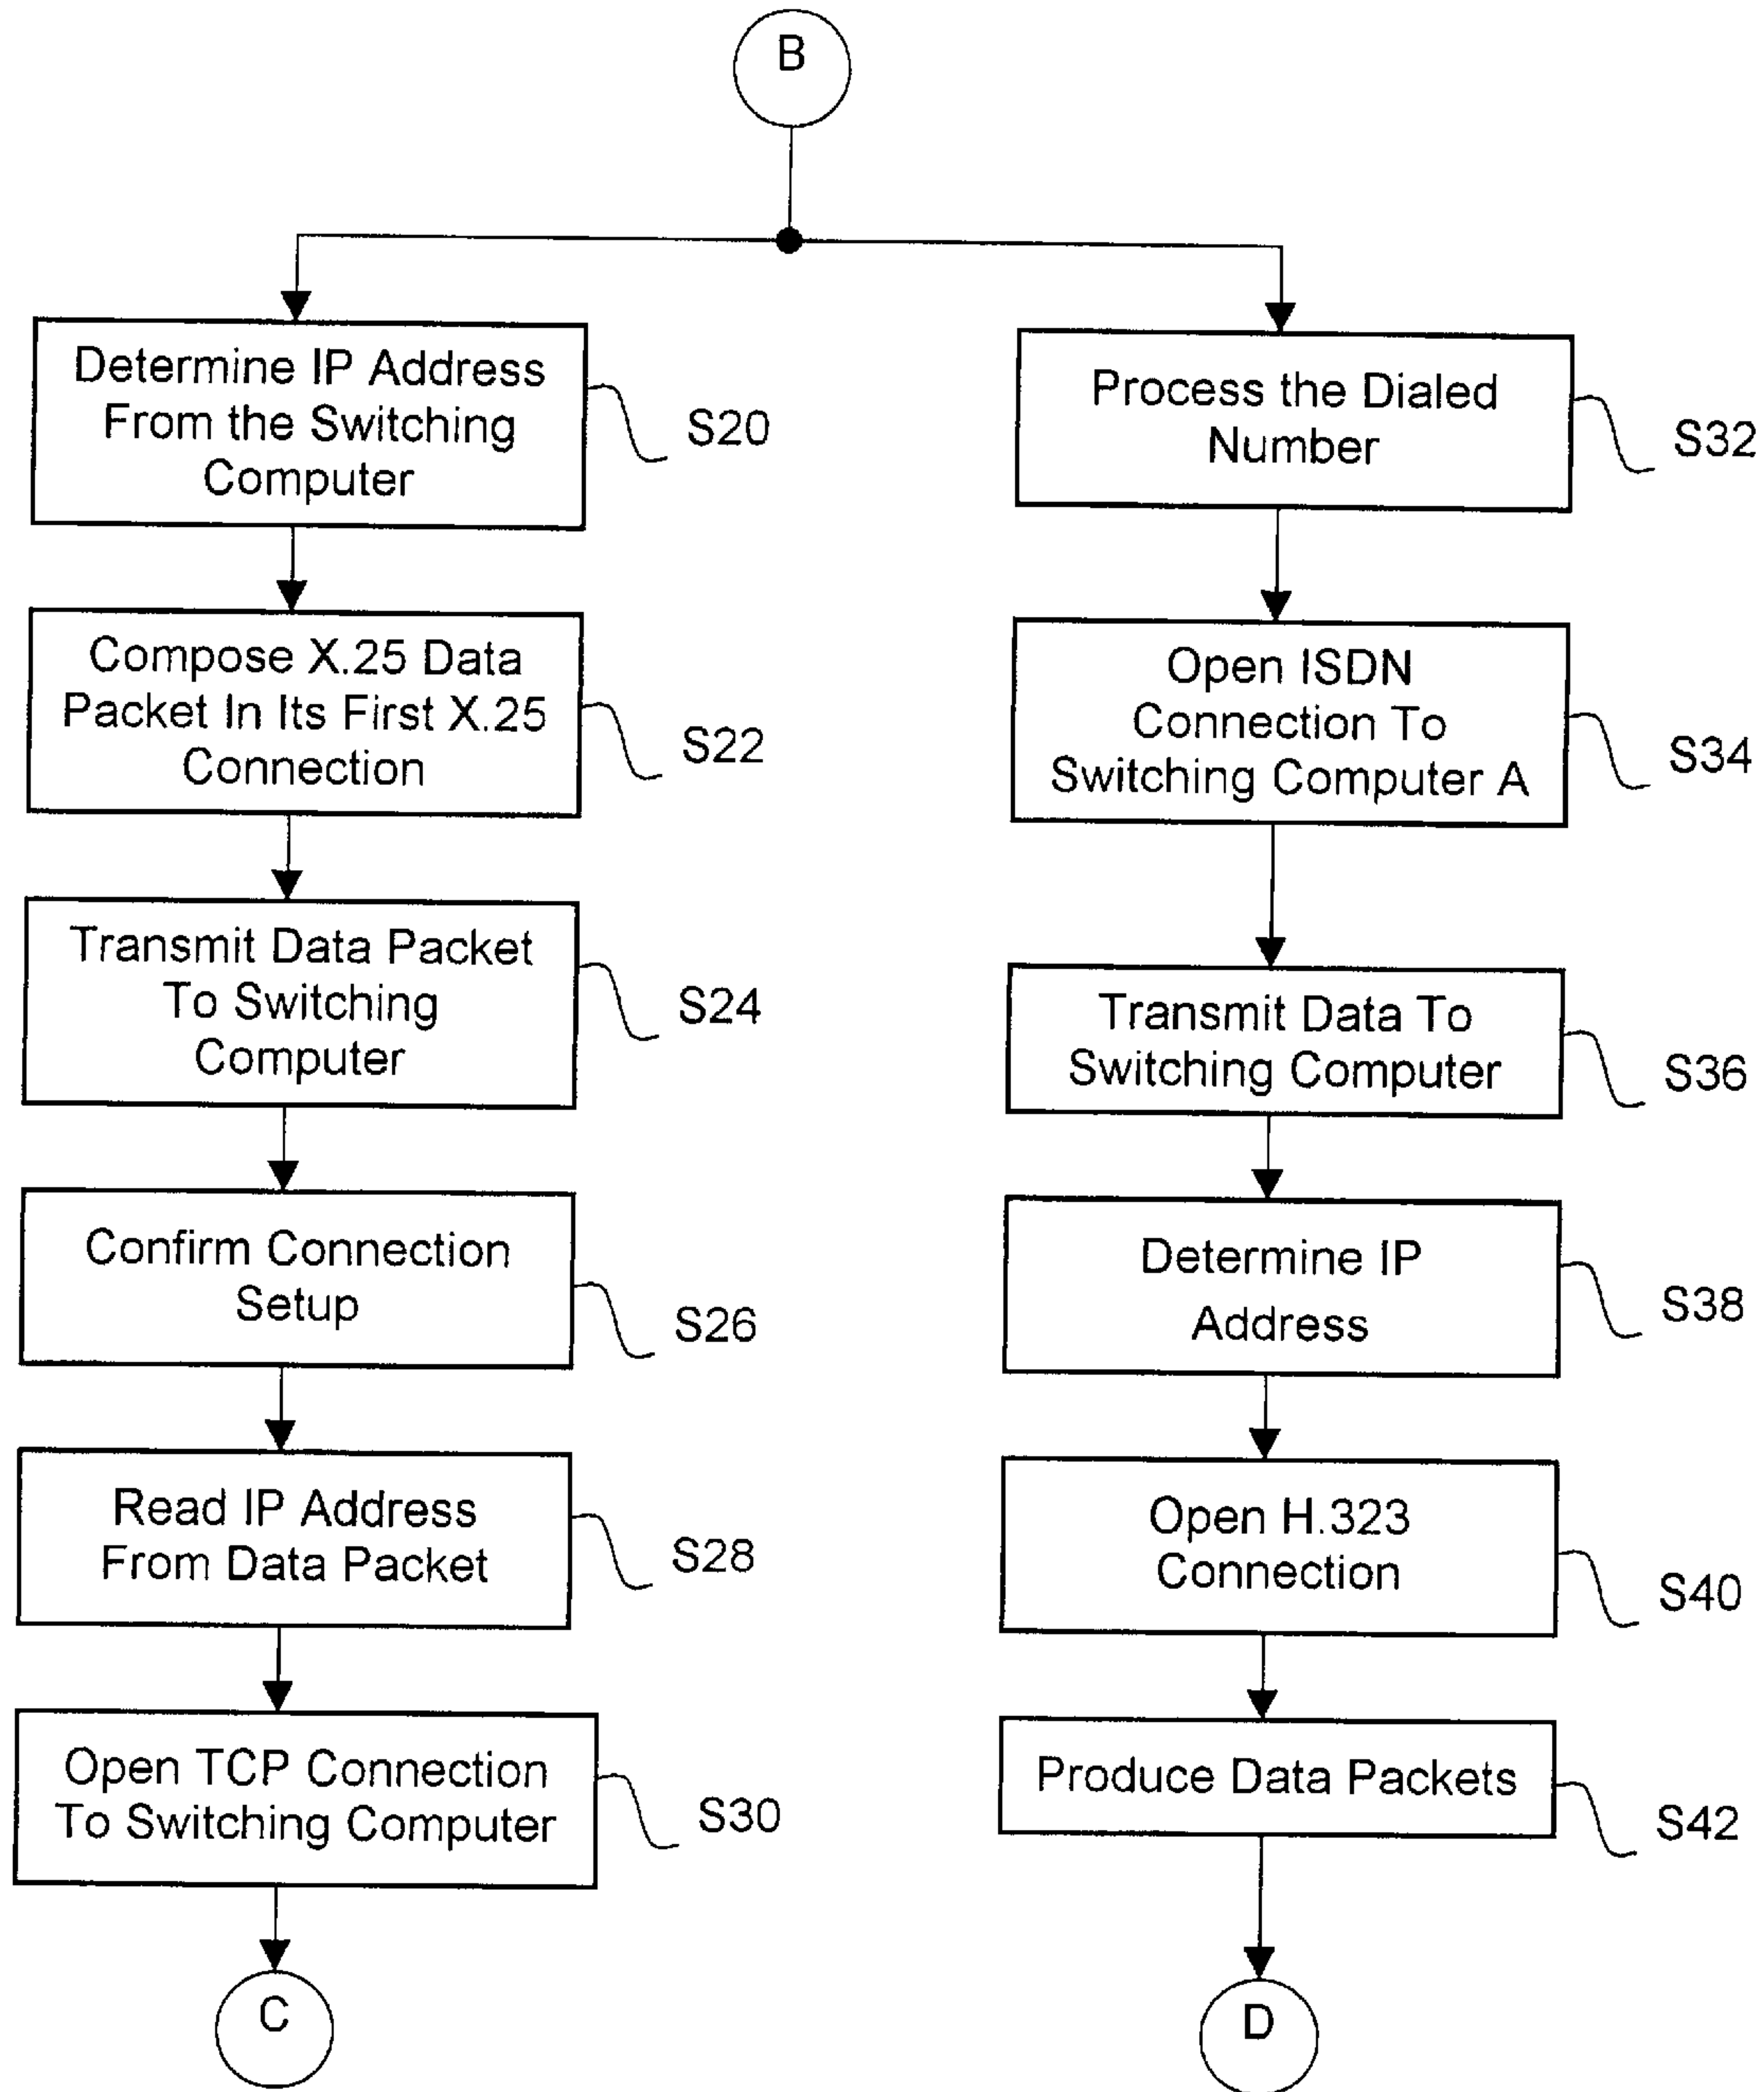 B
Determine IP Address
From the Switching
Computer
S20
Compose X.25 Data
Packet In Its First X.25
Connection
S22
Transmit Data Packet
To Switching
Computer
S24
Confirm Connection
Setup
S26
Read IP Address
From Data Packet
S28
Open TCP Connection
To Switching Computer
S30
C
Process the Dialed
Number
S32
Open ISDN
Connection To
Switching Computer A
S34
Transmit Data To
Switching Computer
S36
Determine IP
Address
S38
Open H.323
Connection
S40
Produce Data Packets
S42
D